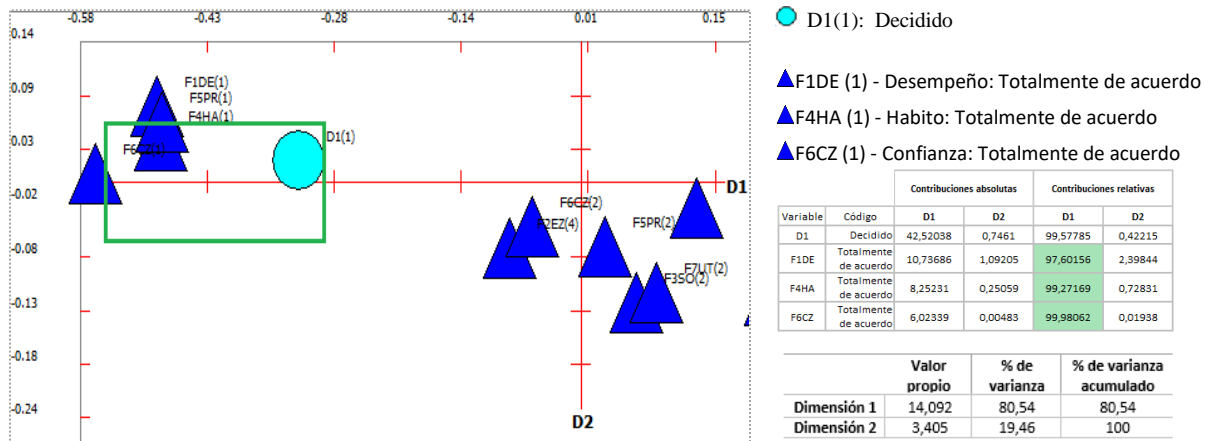 -0.58 -0.43 -0.28 -0.14 0.01 0.15
0.14
0.09
0.03
-0.02
-0.08
-0.13
-0.18
-0.24
F1DE(1)
F5PR(1)
F4HA(1)
F6CZ(1)
D1(1)
D1
F6CZ(2)
F2EZ(4)
F5PR(2)
F7UT(2)
F3SO(2)
D2
D1(1): Decidido
F1DE (1) - Desempeño: Totalmente de acuerdo
F4HA (1) - Habito: Totalmente de acuerdo
F6CZ (1) - Confianza: Totalmente de acuerdo
Contribuciones absolutas Contribuciones relativas
Variable Código D1 D2 D1 D2
D1 Decidido 42,52038 0,7461 99,57785 0,42215
F1DE Totalmente de acuerdo 10,73686 1,09205 97,60156 2,39844
F4HA Totalmente de acuerdo 8,25231 0,25059 99,27169 0,72831
F6CZ Totalmente de acuerdo 6,02339 0,00483 99,98062 0,01938
Valor propio % de varianza % de varianza acumulado
Dimensión 1 14,092 80,54 80,54
Dimensión 2 3,405 19,46 100